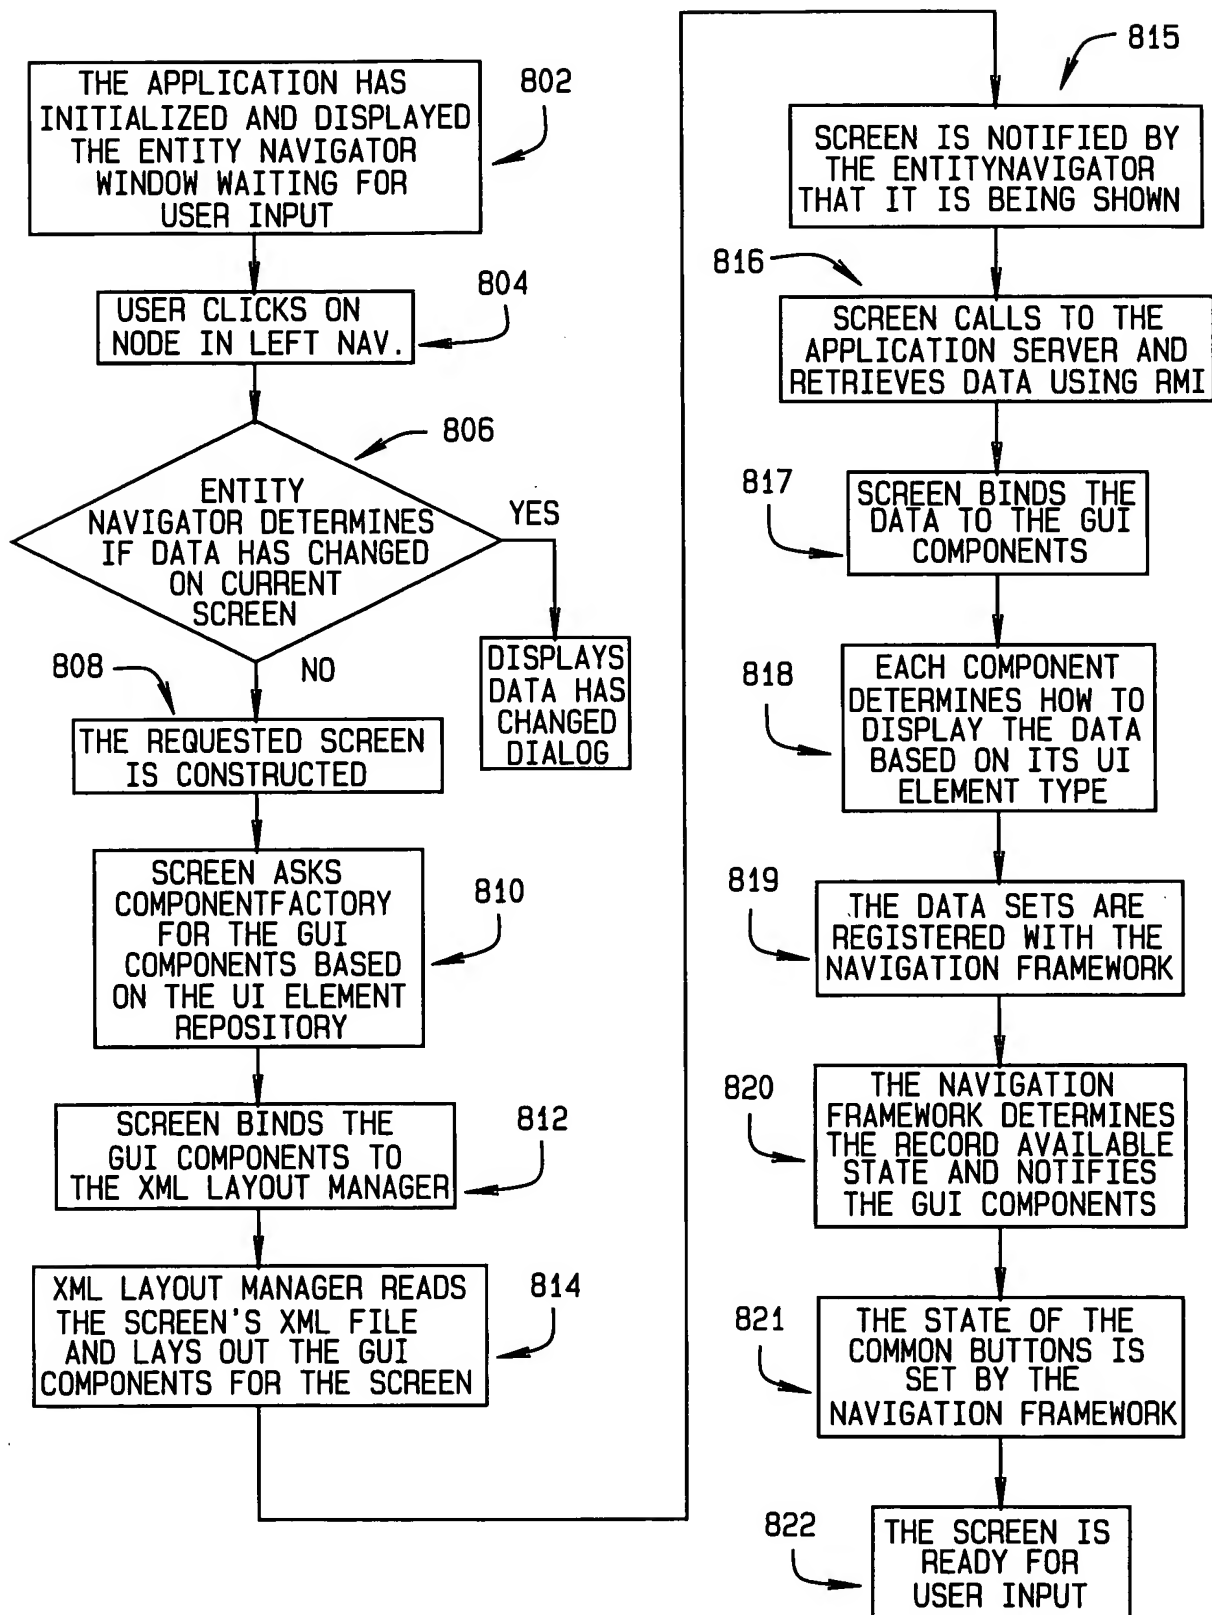 802
THE APPLICATION HAS
INITIALIZED AND DISPLAYED
THE ENTITY NAVIGATOR
WINDOW WAITING FOR
USER INPUT
804
USER CLICKS ON
NODE IN LEFT NAV.
806
ENTITY
NAVIGATOR DETERMINES
IF DATA HAS CHANGED
ON CURRENT
SCREEN
YES
DISPLAYS
DATA HAS
CHANGED
DIALOG
NO
808
THE REQUESTED SCREEN
IS CONSTRUCTED
810
SCREEN ASKS
COMPONENTFACTORY
FOR THE GUI
COMPONENTS BASED
ON THE UI ELEMENT
REPOSITORY
812
SCREEN BINDS THE
GUI COMPONENTS TO
THE XML LAYOUT MANAGER
814
XML LAYOUT MANAGER READS
THE SCREEN'S XML FILE
AND LAYS OUT THE GUI
COMPONENTS FOR THE SCREEN
815
SCREEN IS NOTIFIED BY
THE ENTITYNAVIGATOR
THAT IT IS BEING SHOWN
816
SCREEN CALLS TO THE
APPLICATION SERVER AND
RETRIEVES DATA USING RMI
817
SCREEN BINDS THE
DATA TO THE GUI
COMPONENTS
818
EACH COMPONENT
DETERMINES HOW TO
DISPLAY THE DATA
BASED ON ITS UI
ELEMENT TYPE
819
THE DATA SETS ARE
REGISTERED WITH THE
NAVIGATION FRAMEWORK
820
THE NAVIGATION
FRAMEWORK DETERMINES
THE RECORD AVAILABLE
STATE AND NOTIFIES
THE GUI COMPONENTS
821
THE STATE OF THE
COMMON BUTTONS IS
SET BY THE
NAVIGATION FRAMEWORK
822
THE SCREEN IS
READY FOR
USER INPUT